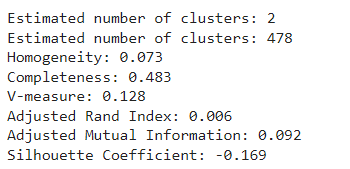 Estimated number of clusters: 2
Estimated number of clusters: 478
Homogeneity: 0.073
Completeness: 0.483
V-measure: 0.128
Adjusted Rand Index: 0.006
Adjusted Mutual Information: 0.092
Silhouette Coefficient: -0.169